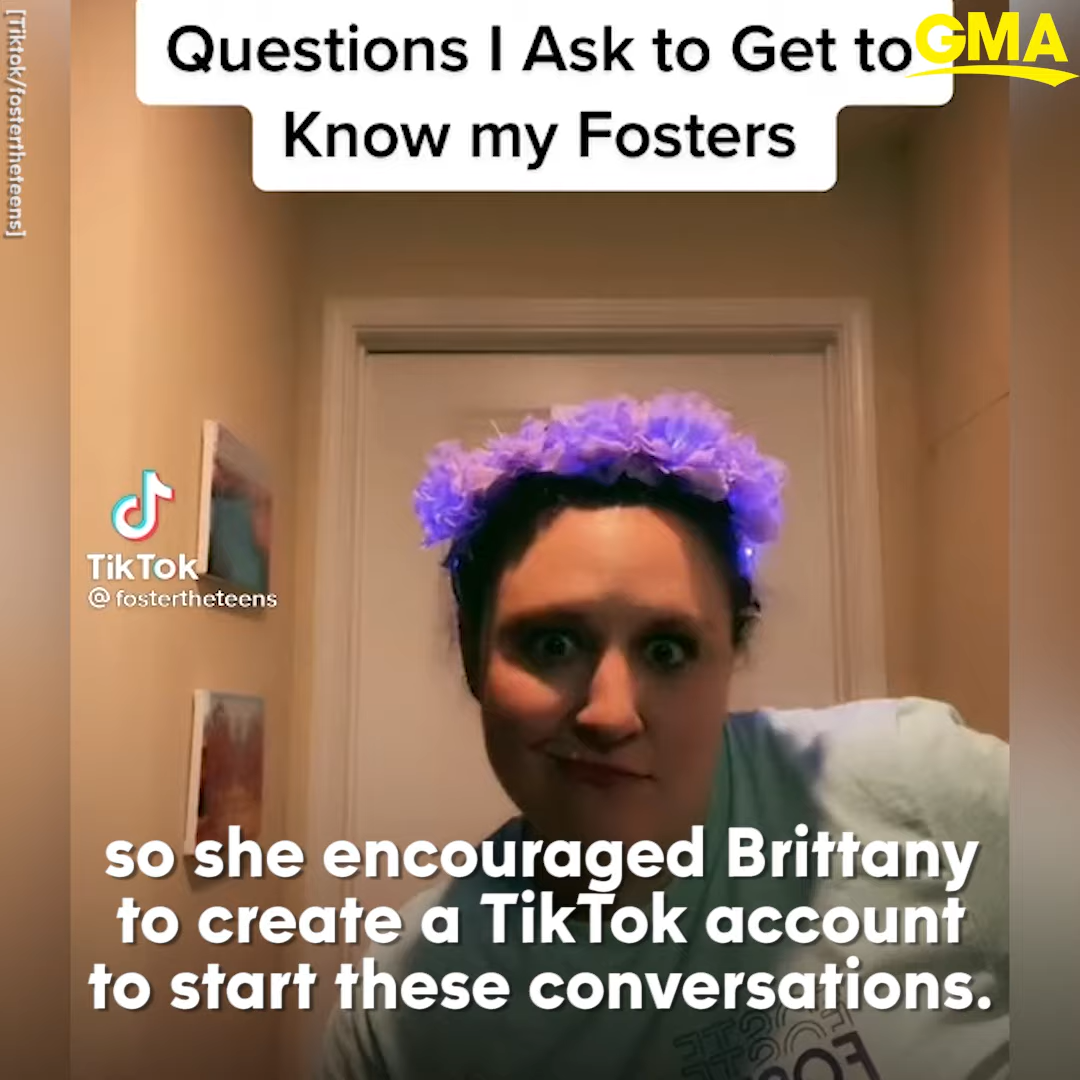 [Tiktok/fostertheteens]
Questions I Ask to Get to
Know my Fosters
GMA
TikTok
@fostertheteens
so she encouraged Brittany
to create a TikTok account
to start these conversations.